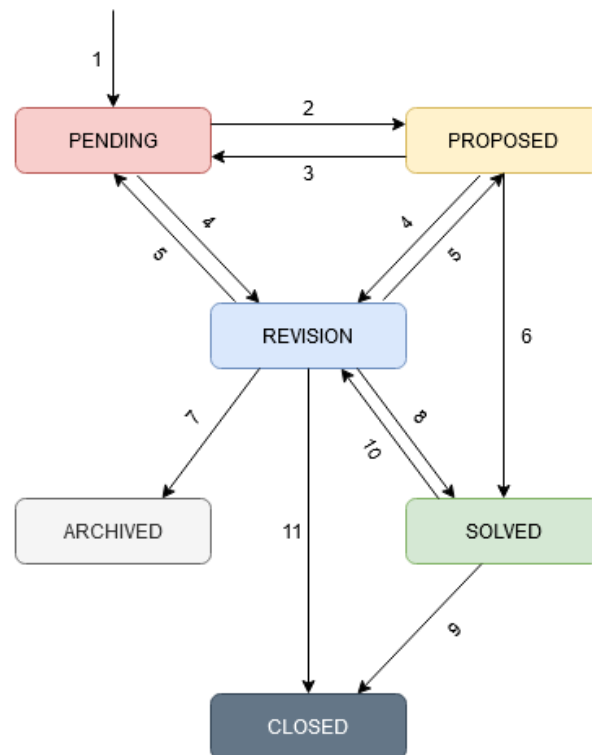 1
2
PENDING
PROPOSED
3
4
4
5
5
REVISION
6
7
8
10
ARCHIVED
11
SOLVED
9
CLOSED